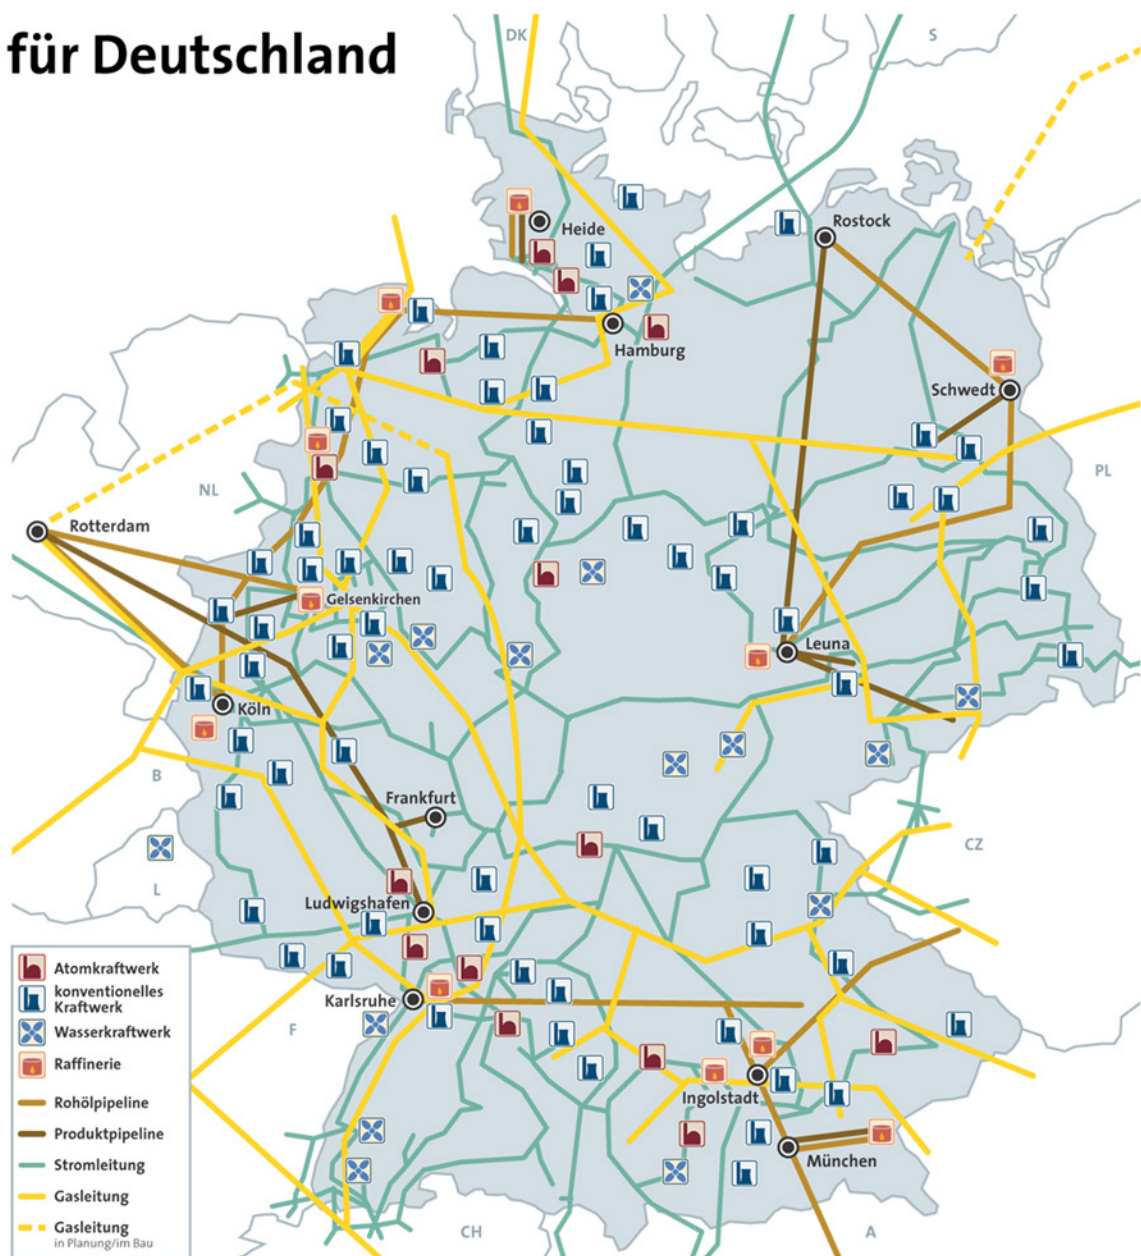 für Deutschland
DK
S
Rostock
Heide
Hamburg
Schwedt
PL
NL
Rotterdam
Gelsenkirchen
Leuna
Köln
B
Frankfurt
CZ
L
Ludwigshafen
Karlsruhe
F
Ingolstadt
München
CH
A
Atomkraftwerk
konventionelles
Kraftwerk
Wasserkraftwerk
Raffinerie
Rohölpipeline
Produktpipeline
Stromleitung
Gasleitung
Gasleitung
in Planung/im Bau